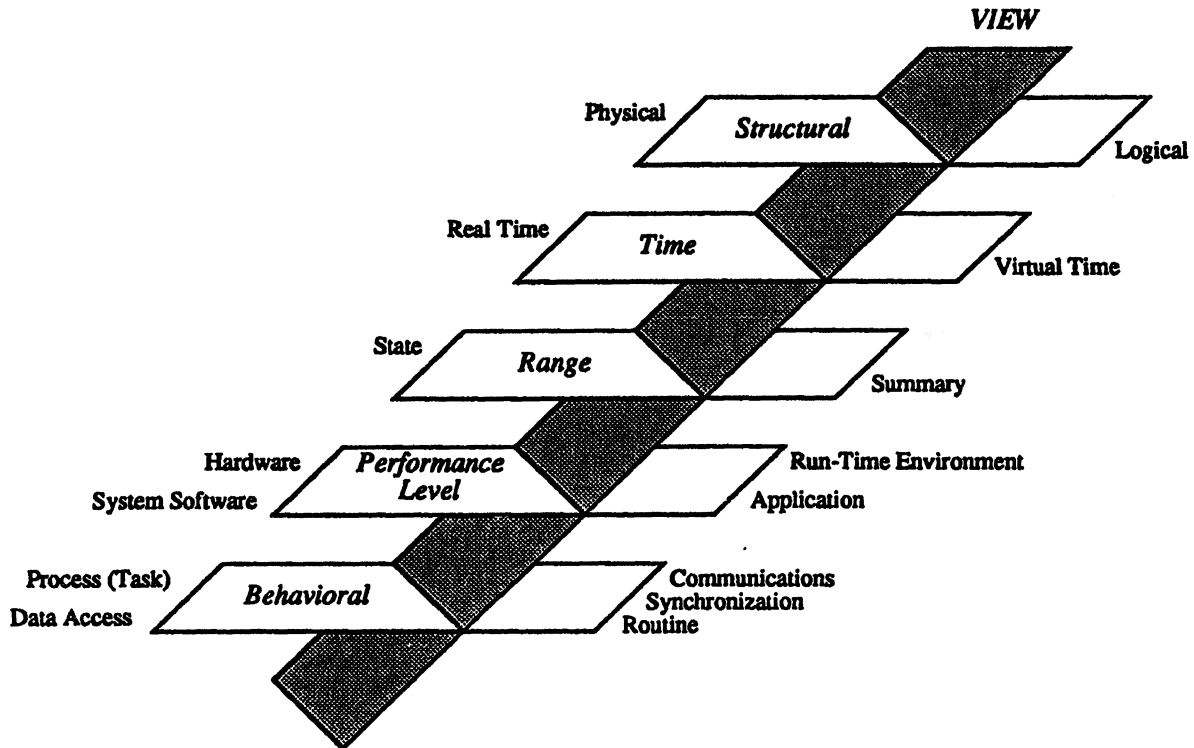 VIEW
Physical
Structural
Logical
Real Time
Time
Virtual Time
State
Range
Summary
Hardware
System Software
Performance
Level
Run-Time Environment
Application
Process (Task)
Data Access
Behavioral
Communications
Synchronization
Routine